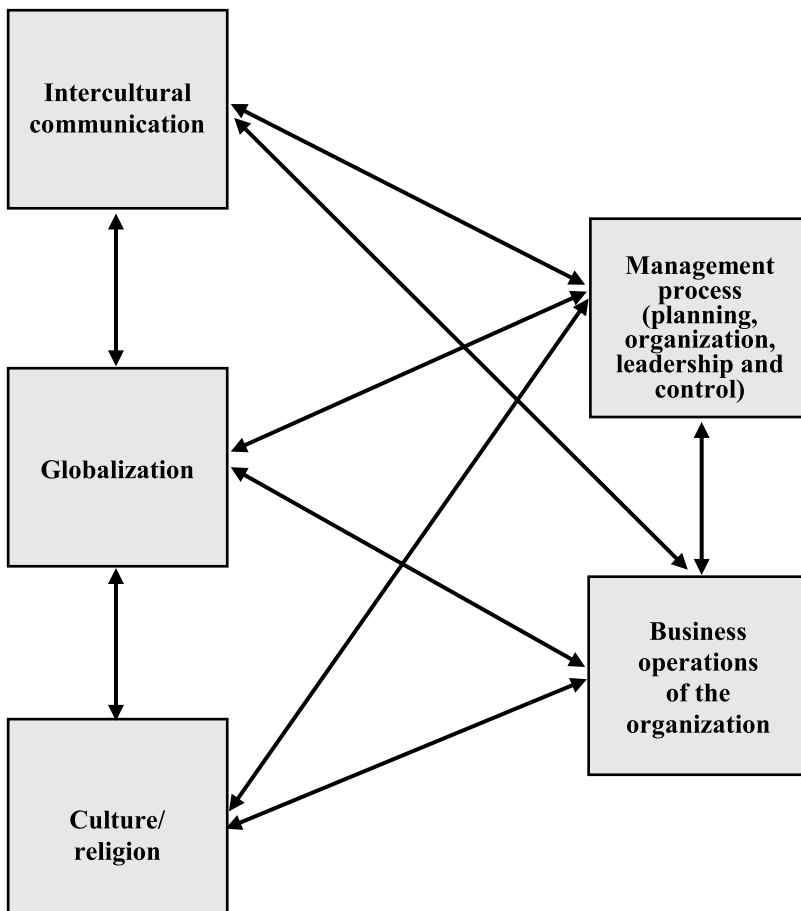 Intercultural
communication
Management
process
(planning,
organization,
leadership and
control)
Globalization
Business
operations
of the
organization
Culture/
religion